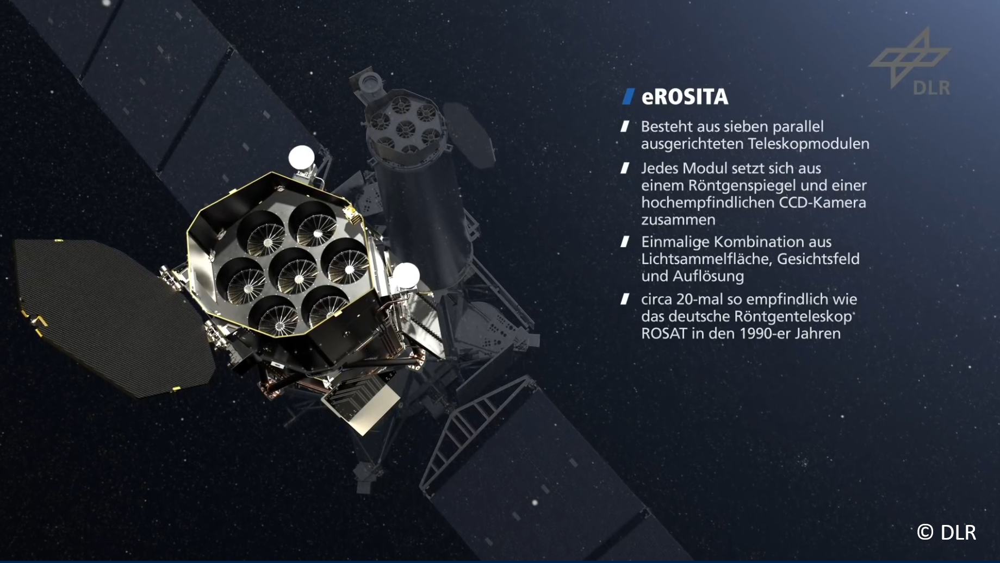 DLR
eROSITA
Besteht aus sieben parallel
ausgerichteten Teleskopmodulen
Jedes Modul setzt sich aus
einem Röntgenspiegel und einer
hochempfindlichen CCD-Kamera
zusammen
Einmalige Kombination aus
Lichtsammelfläche, Gesichtsfeld
und Auflösung
circa 20-mal so empfindlich wie
das deutsche Röntgenteleskop
ROSAT in den 1990-er Jahren
© DLR